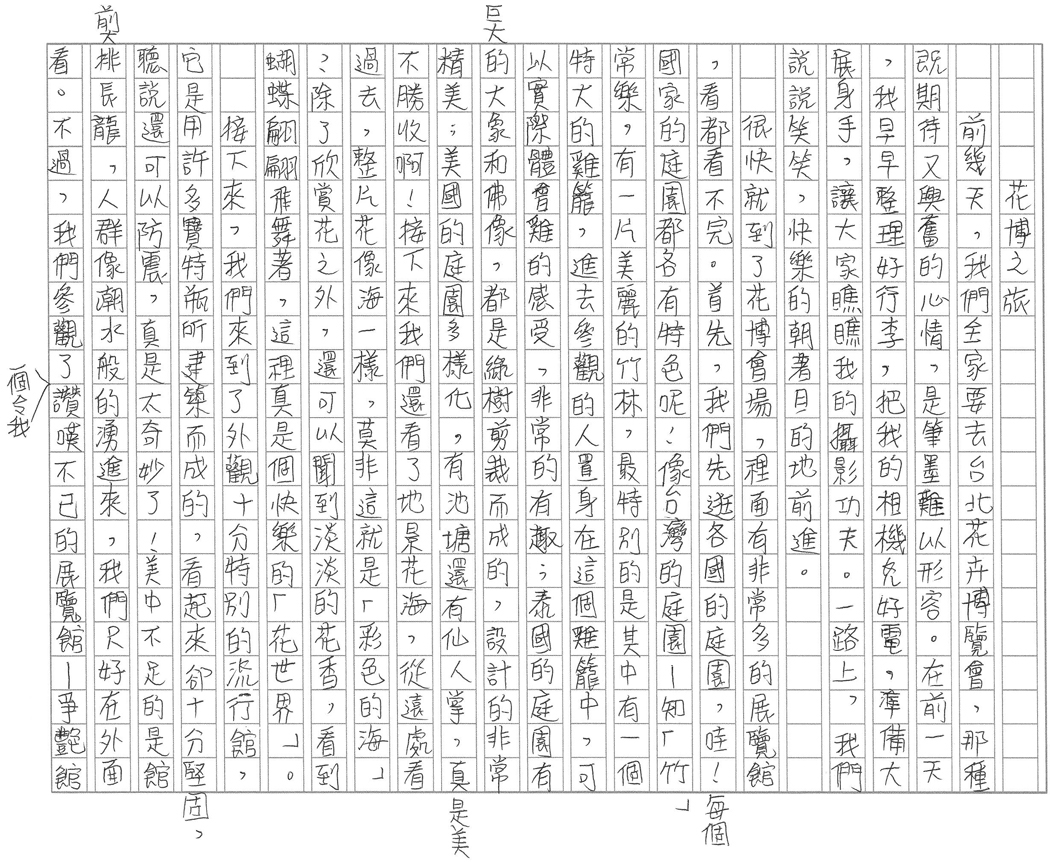 花博之旅
前幾天，我們全家要去台北花卉博覽會，那種
既期待又興奮的心情，是筆墨難以形容。在前一天
，我早早整理好行李，把我的相機充好電，準備大
展身手，讓大家瞧瞧我的攝影功夫。一路上，我們
說說笑笑，快樂的朝著目的地前進。
很快就到了花博會場，裡面有非常多的展覽館
，看都看不完。首先，我們先逛各國的庭園，哇！每個
國家的庭園都各有特色呢！像台灣的庭園—知「竹」
常樂，有一片美麗的竹林，最特別的是其中有一個
特大的雞籠，進去參觀的人置身在這個雞籠中，可
以實際體會雞的感受，非常的有趣；泰國的庭園有
巨大的大象和佛像，都是綠樹剪裁而成的，設計的非常
精美；美國的庭園多樣化，有池塘還有仙人掌，真是美
不勝收啊！接下來我們還看了地景花海，從遠處看
過去，整片花像海一樣，莫非這就是「彩色的海」
？除了欣賞花之外，還可以聞到淡淡的花香，看到
蝴蝶翩翩飛舞著，這裡真是個快樂的「花世界」。
接下來，我們來到了外觀十分特別的流行館，
它是用許多寶特瓶所建築而成的，看起來卻十分堅固，
聽說還可以防震，真是太奇妙了！美中不足的是館
前排長龍，人群像潮水般的湧進來，我們只好在外面
看。不過，我們參觀了一個令我讚嘆不已的展覽館—爭艷館